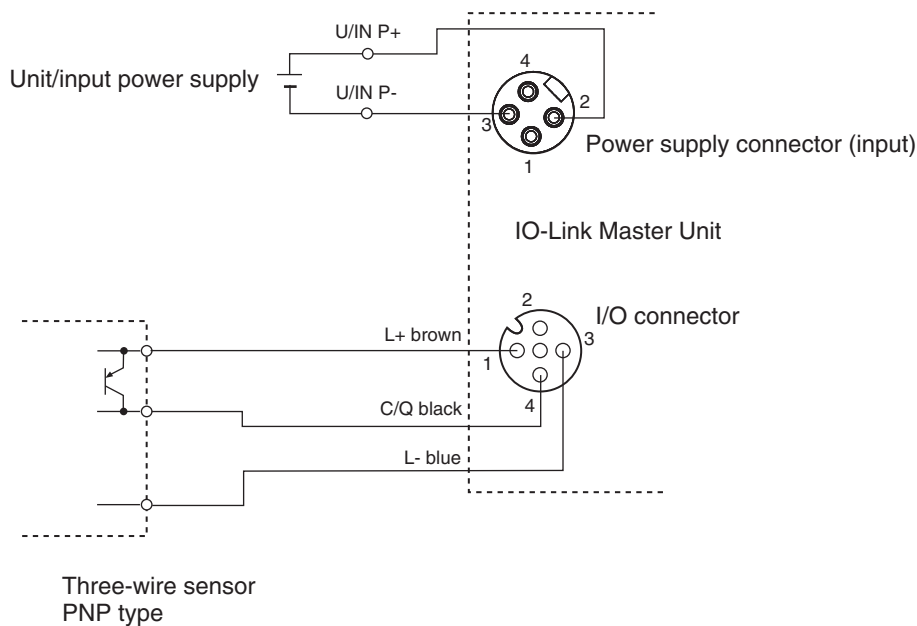 U/IN P+
Unit/input power supply
U/IN P-
4
2
3
1
Power supply connector (input)
IO-Link Master Unit
2
I/O connector
L+ brown
1
3
4
C/Q black
L- blue
Three-wire sensor
PNP type